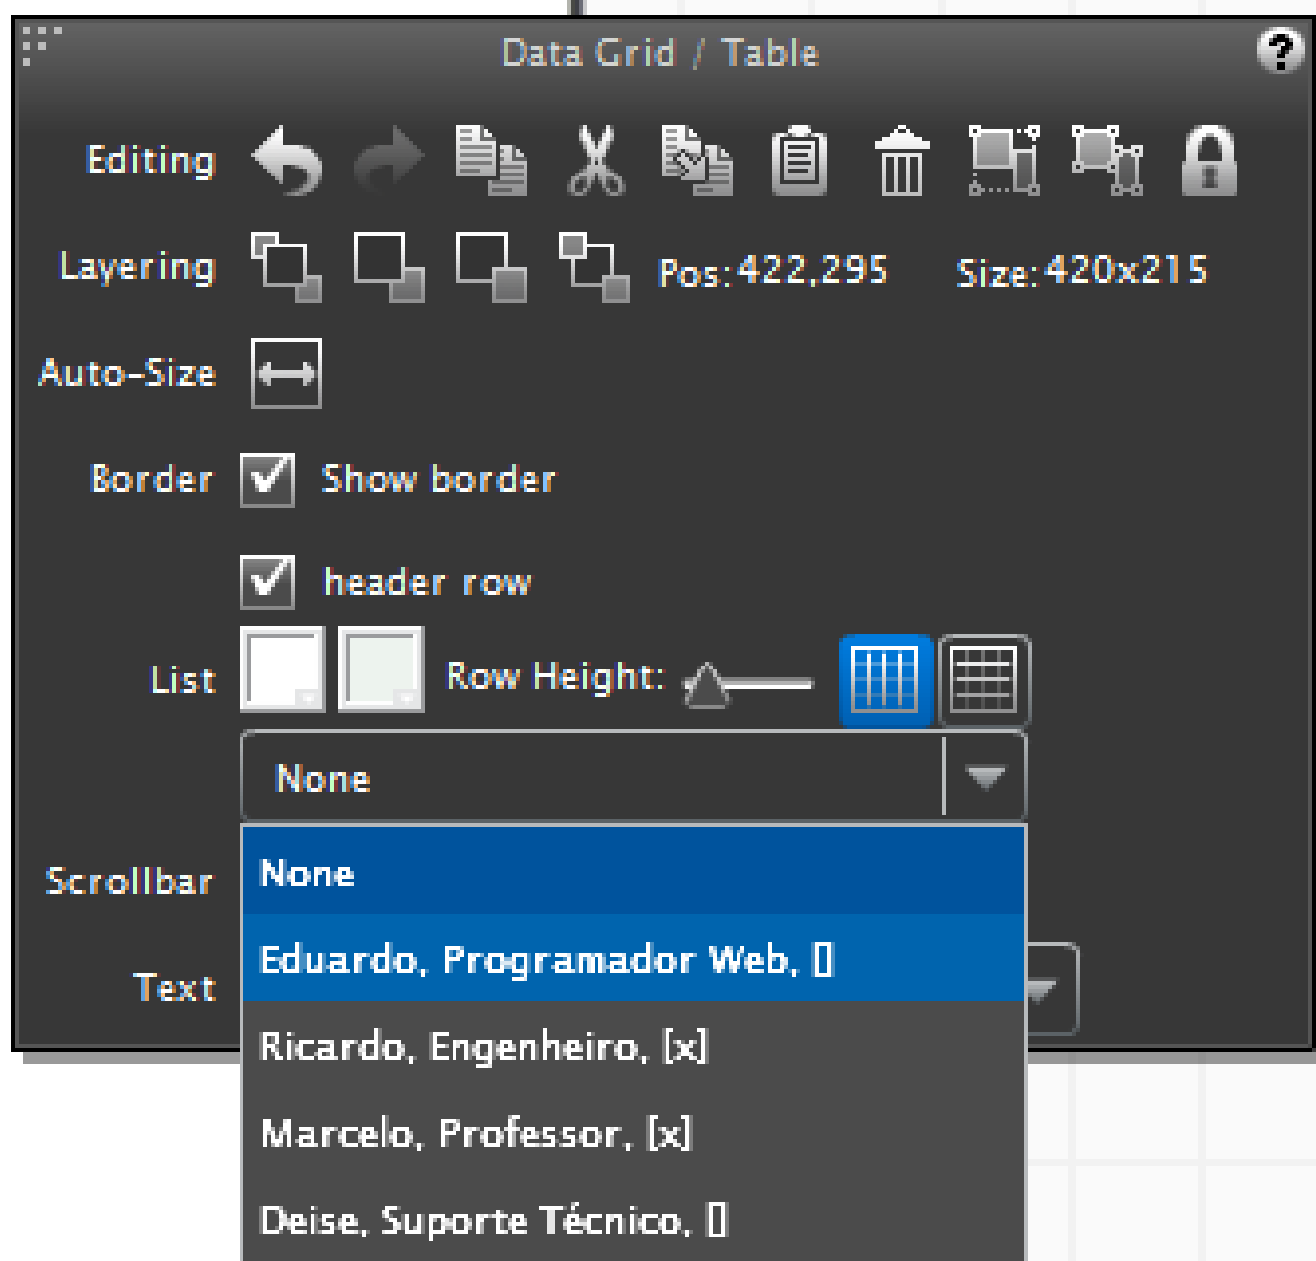 Data Grid / Table ?
Editing
Layering Pos: 422,295 Size: 420x215
Auto-Size
Border Show border
header row
List Row Height:
None
Scrollbar
None
Eduardo, Programador Web, []
Text
Ricardo, Engenheiro, [x]
Marcelo, Professor, [x]
Deise, Suporte Técnico, []